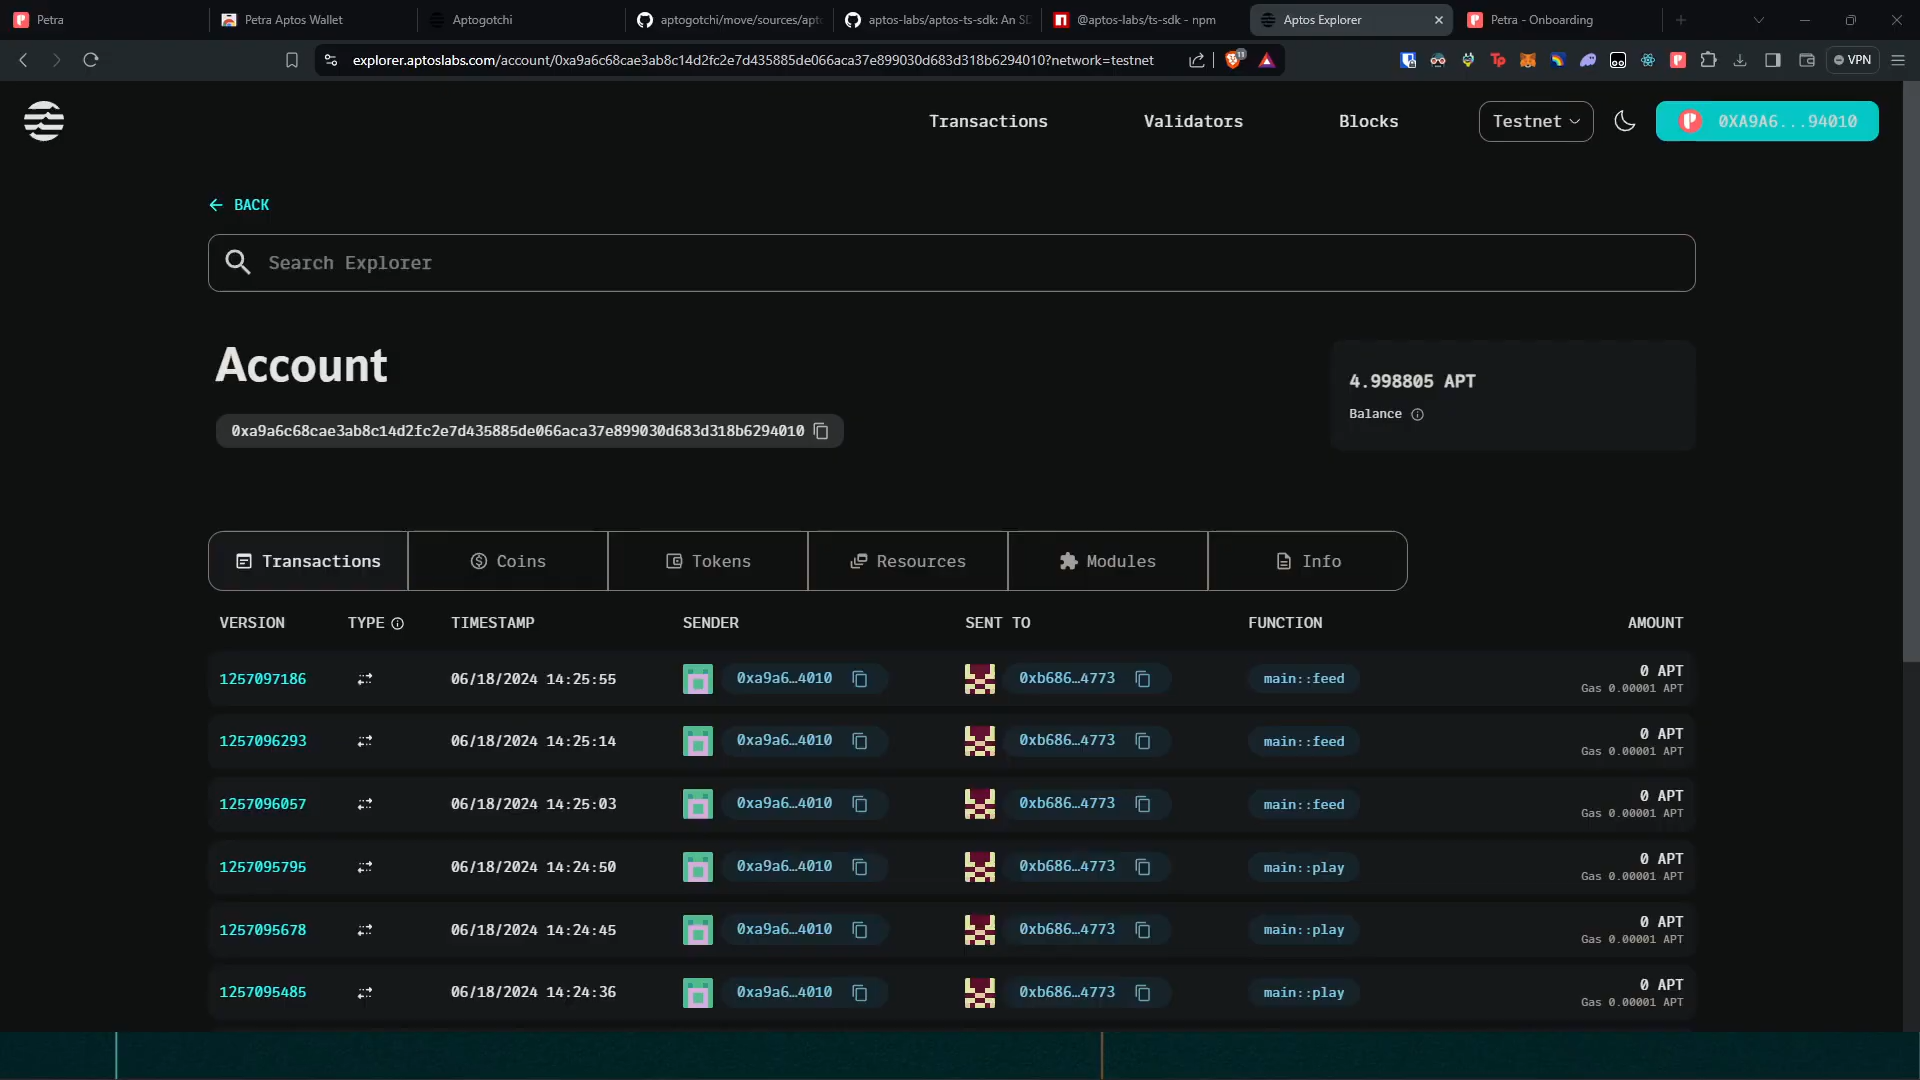 Petra
Petra Aptos Wallet
Aptogotchi
aptogotchi/move/sources/apto
aptos-labs/aptos-ts-sdk: An SD
@aptos-labs/ts-sdk - npm
Aptos Explorer
Petra - Onboarding
explorer.aptoslabs.com/account/0xa9a6c68cae3ab8c14d2fc2e7d435885de066aca37e899030d683d318b6294010?network=testnet
11
VPN
Transactions
Validators
Blocks
Testnet
0XA9A6...94010
BACK
Search Explorer
Account
4.998805 APT
Balance
0xa9a6c68cae3ab8c14d2fc2e7d435885de066aca37e899030d683d318b6294010
Transactions
Coins
Tokens
Resources
Modules
Info
VERSION TYPE TIMESTAMP SENDER SENT TO FUNCTION AMOUNT
1257097186 06/18/2024 14:25:55 0xa9a6…4010 0xb686…4773 main::feed 0 APT
Gas 0.00001 APT
1257096293 06/18/2024 14:25:14 0xa9a6…4010 0xb686…4773 main::feed 0 APT
Gas 0.00001 APT
1257096057 06/18/2024 14:25:03 0xa9a6…4010 0xb686…4773 main::feed 0 APT
Gas 0.00001 APT
1257095795 06/18/2024 14:24:50 0xa9a6…4010 0xb686…4773 main::play 0 APT
Gas 0.00001 APT
1257095678 06/18/2024 14:24:45 0xa9a6…4010 0xb686…4773 main::play 0 APT
Gas 0.00001 APT
1257095485 06/18/2024 14:24:36 0xa9a6…4010 0xb686…4773 main::play 0 APT
Gas 0.00001 APT